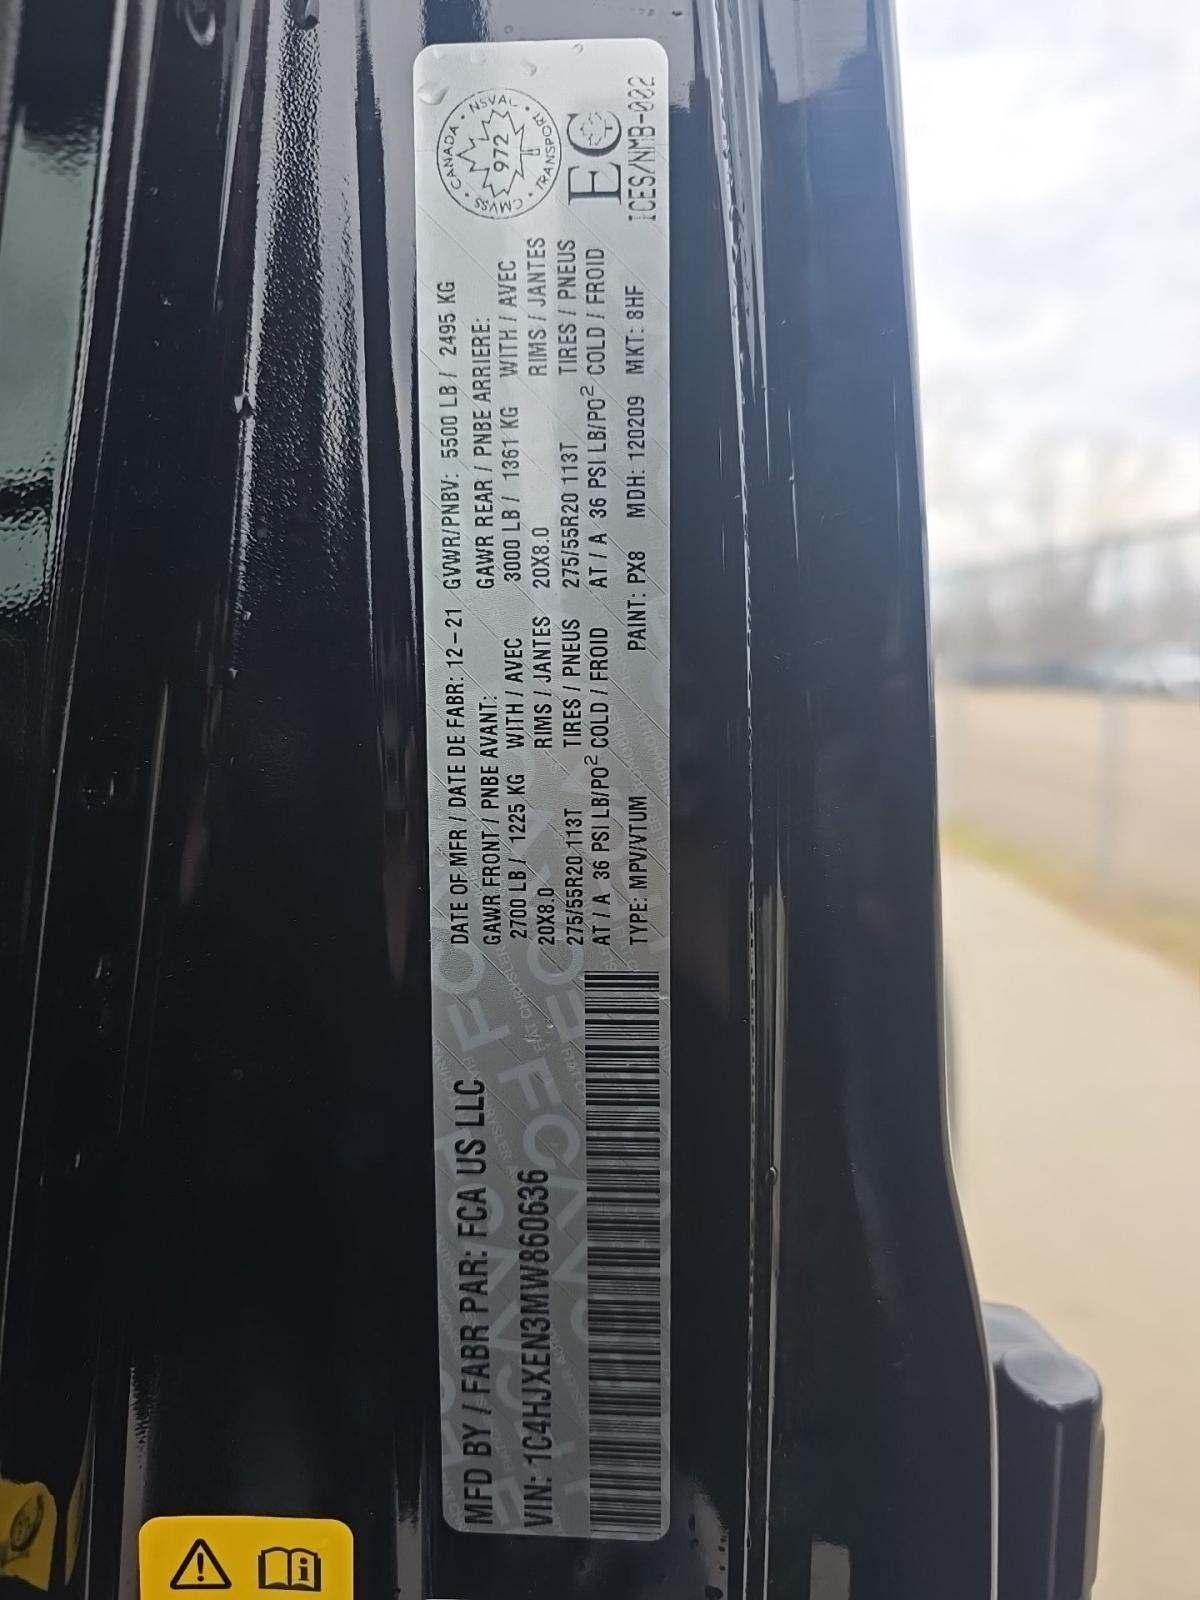 MFD BY / FABR PAR: FCA US LLC
VIN: 1C4HJXEN3MW860636
DATE OF MFR / DATE DE FABR: 12-21 GVWR/PNBV: 5500 LB / 2495 KG
GAWR FRONT / PNBE AVANT: GAWR REAR / PNBE ARRIERE:
2700 LB / 1225 KG WITH / AVEC 3000 LB / 1361 KG WITH / AVEC
20X8.0 RIMS / JANTES 20X8.0 RIMS / JANTES
275/55R20 113T TIRES / PNEUS 275/55R20 113T TIRES / PNEUS
AT / A 36 PSI LB/PO² COLD / FROID AT / A 36 PSI LB/PO² COLD / FROID
TYPE: MPV/VTUM PAINT: PX8 MDH: 120209 MKT: 8HF
CANADA · NSVAC · TRANSPORT · CMVSS ·
972
EC
ICES/NMB-002